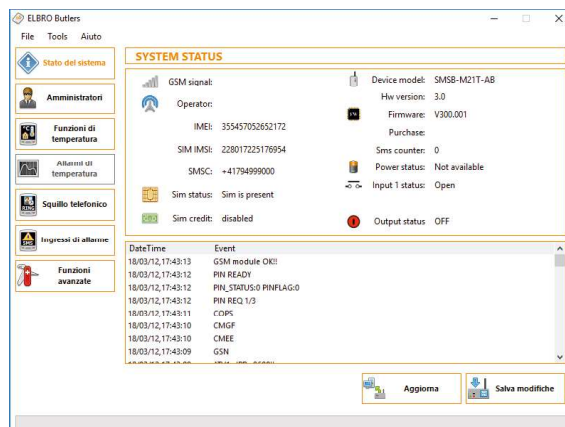 ELBRO Butlers
File Tools Aiuto
Stato del sistema
Amministratori
Funzioni di
temperatura
Allarmi di
temperatura
Squillo telefonico
Ingressi di allarme
Funzioni
avanzate
SYSTEM STATUS
GSM signal:
Operator:
IMEI: 355457052652172
SIM IMSI: 228017225176954
SMSC: +41794999000
Sim status: Sim is present
Sim credit: disabled
Device model: SMSB-M21T-AB
Hw version: 3.0
Firmware: V300.001
Purchase:
Sms counter: 0
Power status: Not available
Input 1 status: Open
Output status OFF
DateTime Event
18/03/12,17:43:13 GSM module OK!!
18/03/12,17:43:12 PIN READY
18/03/12,17:43:12 PIN_STATUS:0 PINFLAG:0
18/03/12,17:43:12 PIN REQ 1/3
18/03/12,17:43:11 COPS
18/03/12,17:43:10 CMGF
18/03/12,17:43:10 CMEE
18/03/12,17:43:09 GSN
Aggiorna
Salva modifiche